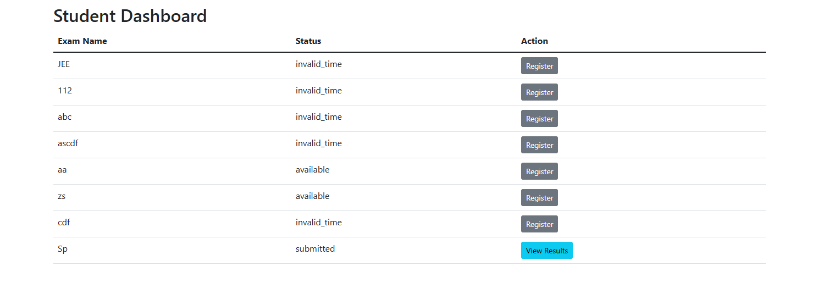 Student Dashboard
Exam Name Status Action
JEE invalid_time Register
112 invalid_time Register
abc invalid_time Register
ascdf invalid_time Register
aa available Register
zs available Register
cdf invalid_time Register
Sp submitted View Results